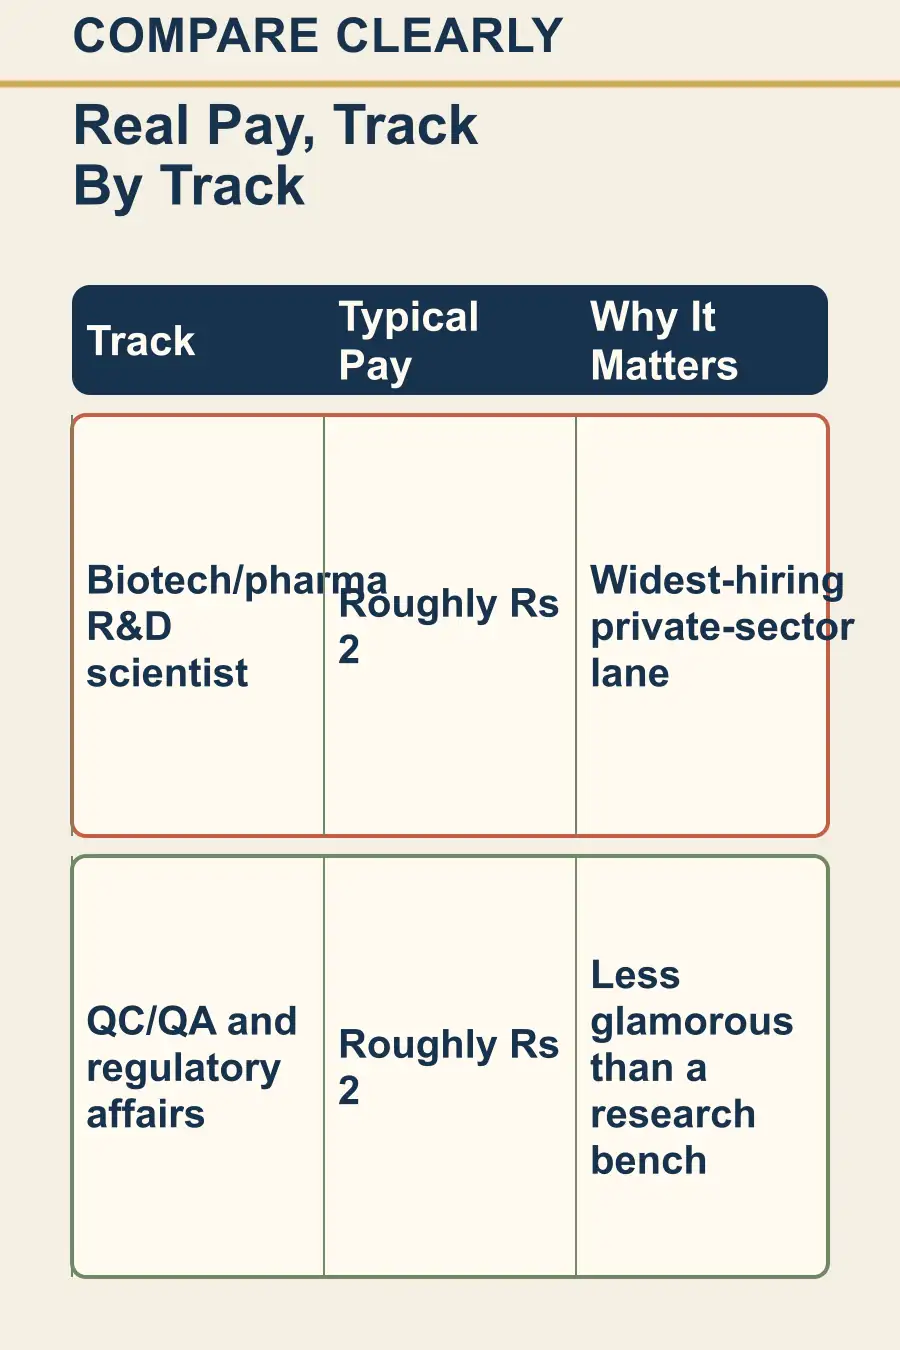 COMPARE CLEARLY
Real Pay, Track
By Track
Track
Typical
Pay
Why It
Matters
Biotech/pharma
R&D
scientist
Roughly Rs
2
Widest-hiring
private-sector
lane
QC/QA and
regulatory
affairs
Roughly Rs
2
Less
glamorous
than a
research
bench